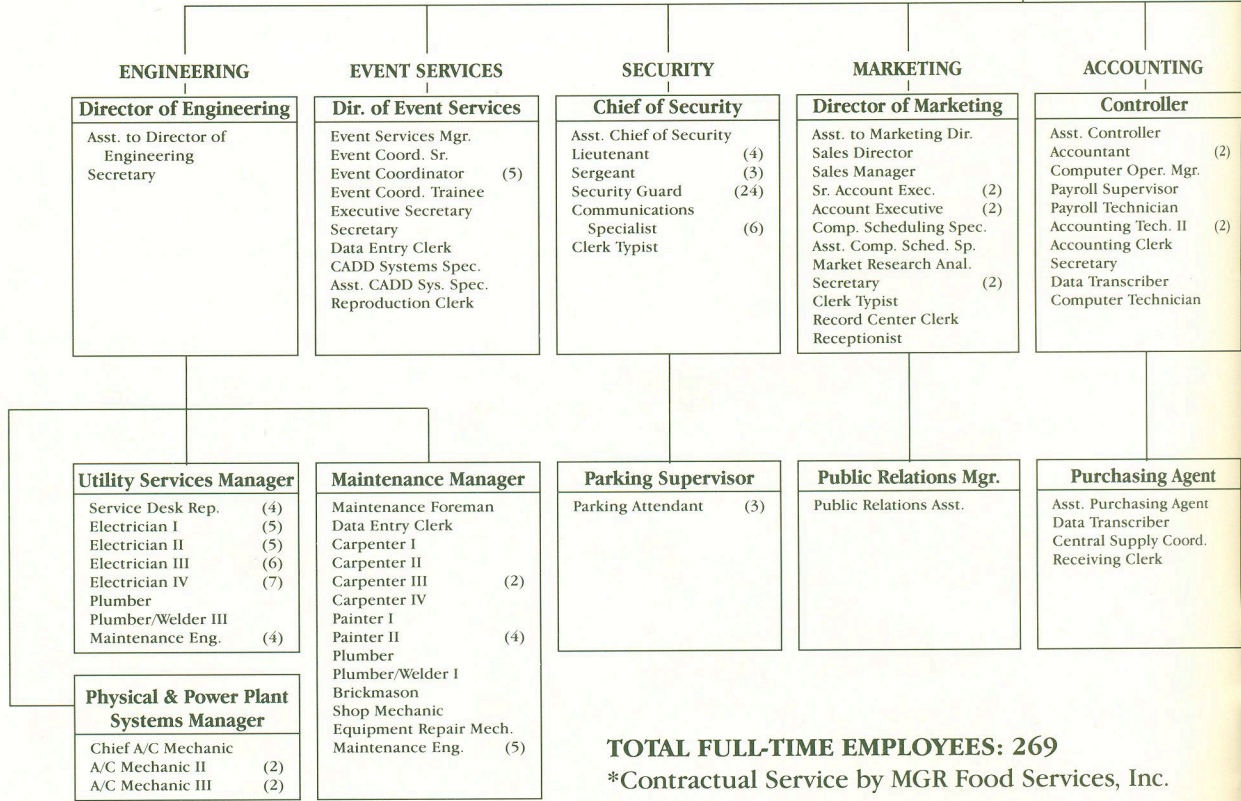 ENGINEERING
Director of Engineering
Asst. to Director of
Engineering
Secretary
EVENT SERVICES
Dir. of Event Services
Event Services Mgr.
Event Coord. Sr.
Event Coordinator (5)
Event Coord. Trainee
Executive Secretary
Secretary
Data Entry Clerk
CADD Systems Spec.
Asst. CADD Sys. Spec.
Reproduction Clerk
SECURITY
Chief of Security
Asst. Chief of Security
Lieutenant (4)
Sergeant (3)
Security Guard (24)
Communications
Specialist (6)
Clerk Typist
MARKETING
Director of Marketing
Asst. to Marketing Dir.
Sales Director
Sales Manager
Sr. Account Exec. (2)
Account Executive (2)
Comp. Scheduling Spec.
Asst. Comp. Sched. Sp.
Market Research Anal.
Secretary (2)
Clerk Typist
Record Center Clerk
Receptionist
ACCOUNTING
Controller
Asst. Controller
Accountant (2)
Computer Oper. Mgr.
Payroll Supervisor
Payroll Technician
Accounting Tech. II (2)
Accounting Clerk
Secretary
Data Transcriber
Computer Technician
Utility Services Manager
Service Desk Rep. (4)
Electrician I (5)
Electrician II (5)
Electrician III (6)
Electrician IV (7)
Plumber
Plumber/Welder III
Maintenance Eng. (4)
Physical & Power Plant
Systems Manager
Chief A/C Mechanic
A/C Mechanic II (2)
A/C Mechanic III (2)
Maintenance Manager
Maintenance Foreman
Data Entry Clerk
Carpenter I
Carpenter II
Carpenter III (2)
Carpenter IV
Painter I
Painter II (4)
Plumber
Plumber/Welder I
Brickmason
Shop Mechanic
Equipment Repair Mech.
Maintenance Eng. (5)
Parking Supervisor
Parking Attendant (3)
Public Relations Mgr.
Public Relations Asst.
Purchasing Agent
Asst. Purchasing Agent
Data Transcriber
Central Supply Coord.
Receiving Clerk
TOTAL FULL-TIME EMPLOYEES: 269
*Contractual Service by MGR Food Services, Inc.